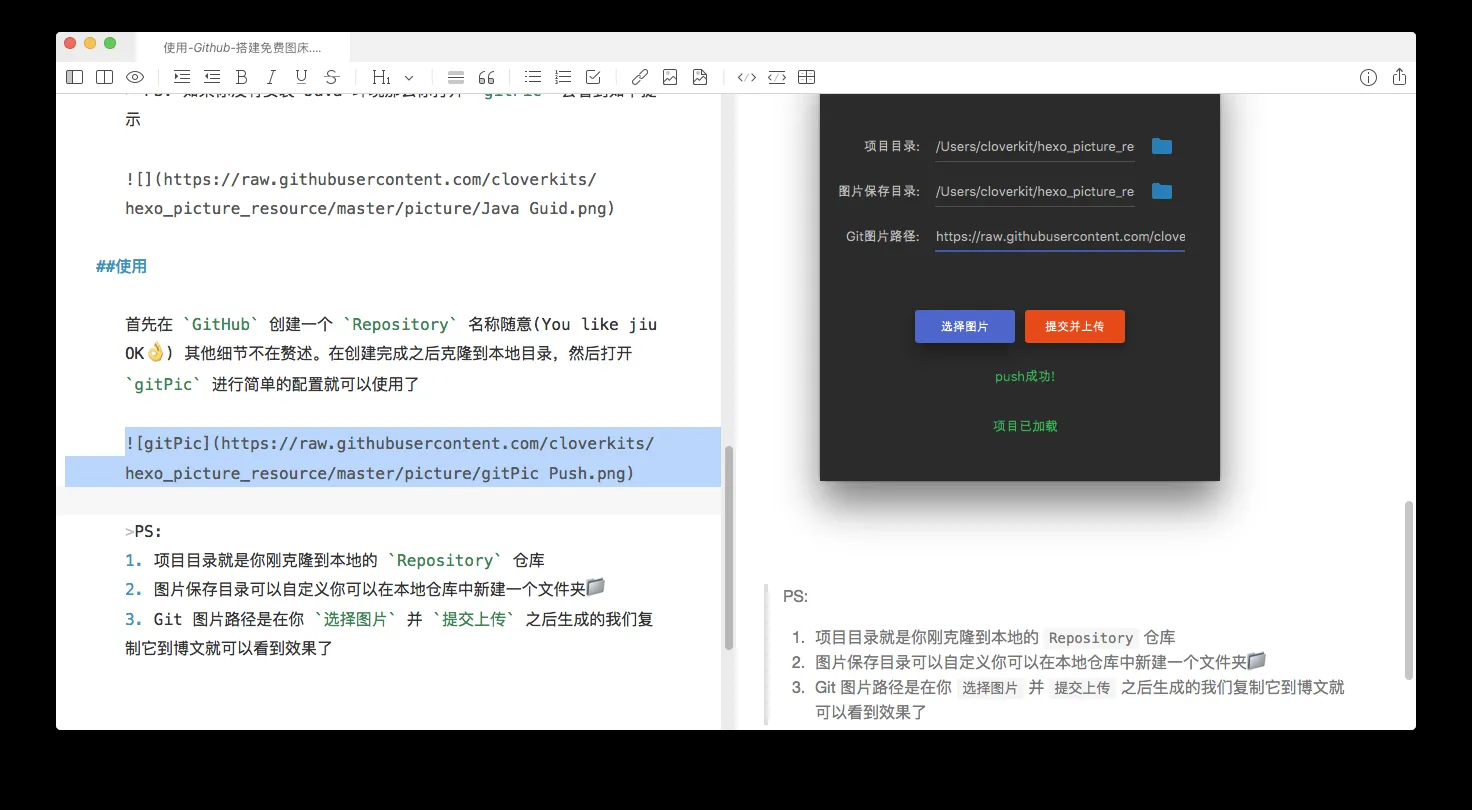 使用-Github-搭建免费图床....
H1
示
![](https://raw.githubusercontent.com/cloverkits/
hexo_picture_resource/master/picture/Java Guid.png)
##使用
首先在 `GitHub` 创建一个 `Repository` 名称随意(You like jiu
OK👌) 其他细节不在赘述。在创建完成之后克隆到本地目录，然后打开
`gitPic` 进行简单的配置就可以使用了
![gitPic](https://raw.githubusercontent.com/cloverkits/
hexo_picture_resource/master/picture/gitPic Push.png)
>PS:
1. 项目目录就是你刚克隆到本地的 `Repository` 仓库
2. 图片保存目录可以自定义你可以在本地仓库中新建一个文件夹📁
3. Git 图片路径是在你 `选择图片` 并 `提交上传` 之后生成的我们复
制它到博文就可以看到效果了
项目目录: /Users/cloverkit/hexo_picture_re
图片保存目录: /Users/cloverkit/hexo_picture_re
Git图片路径: https://raw.githubusercontent.com/clove
选择图片 提交并上传
push成功!
项目已加载
PS:
1. 项目目录就是你刚克隆到本地的 Repository 仓库
2. 图片保存目录可以自定义你可以在本地仓库中新建一个文件夹📁
3. Git 图片路径是在你 选择图片 并 提交上传 之后生成的我们复制它到博文就
可以看到效果了